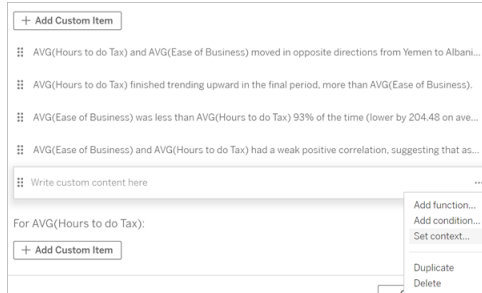 + Add Custom Item
AVG(Hours to do Tax) and AVG(Ease of Business) moved in opposite directions from Yemen to Albani...
AVG(Hours to do Tax) finished trending upward in the final period, more than AVG(Ease of Business).
AVG(Ease of Business) was less than AVG(Hours to do Tax) 93% of the time (lower by 204.48 on ave...
AVG(Ease of Business) and AVG(Hours to do Tax) had a weak positive correlation, suggesting that as...
Write custom content here
Add function...
Add condition...
Set context...
Duplicate
Delete
For AVG(Hours to do Tax):
+ Add Custom Item